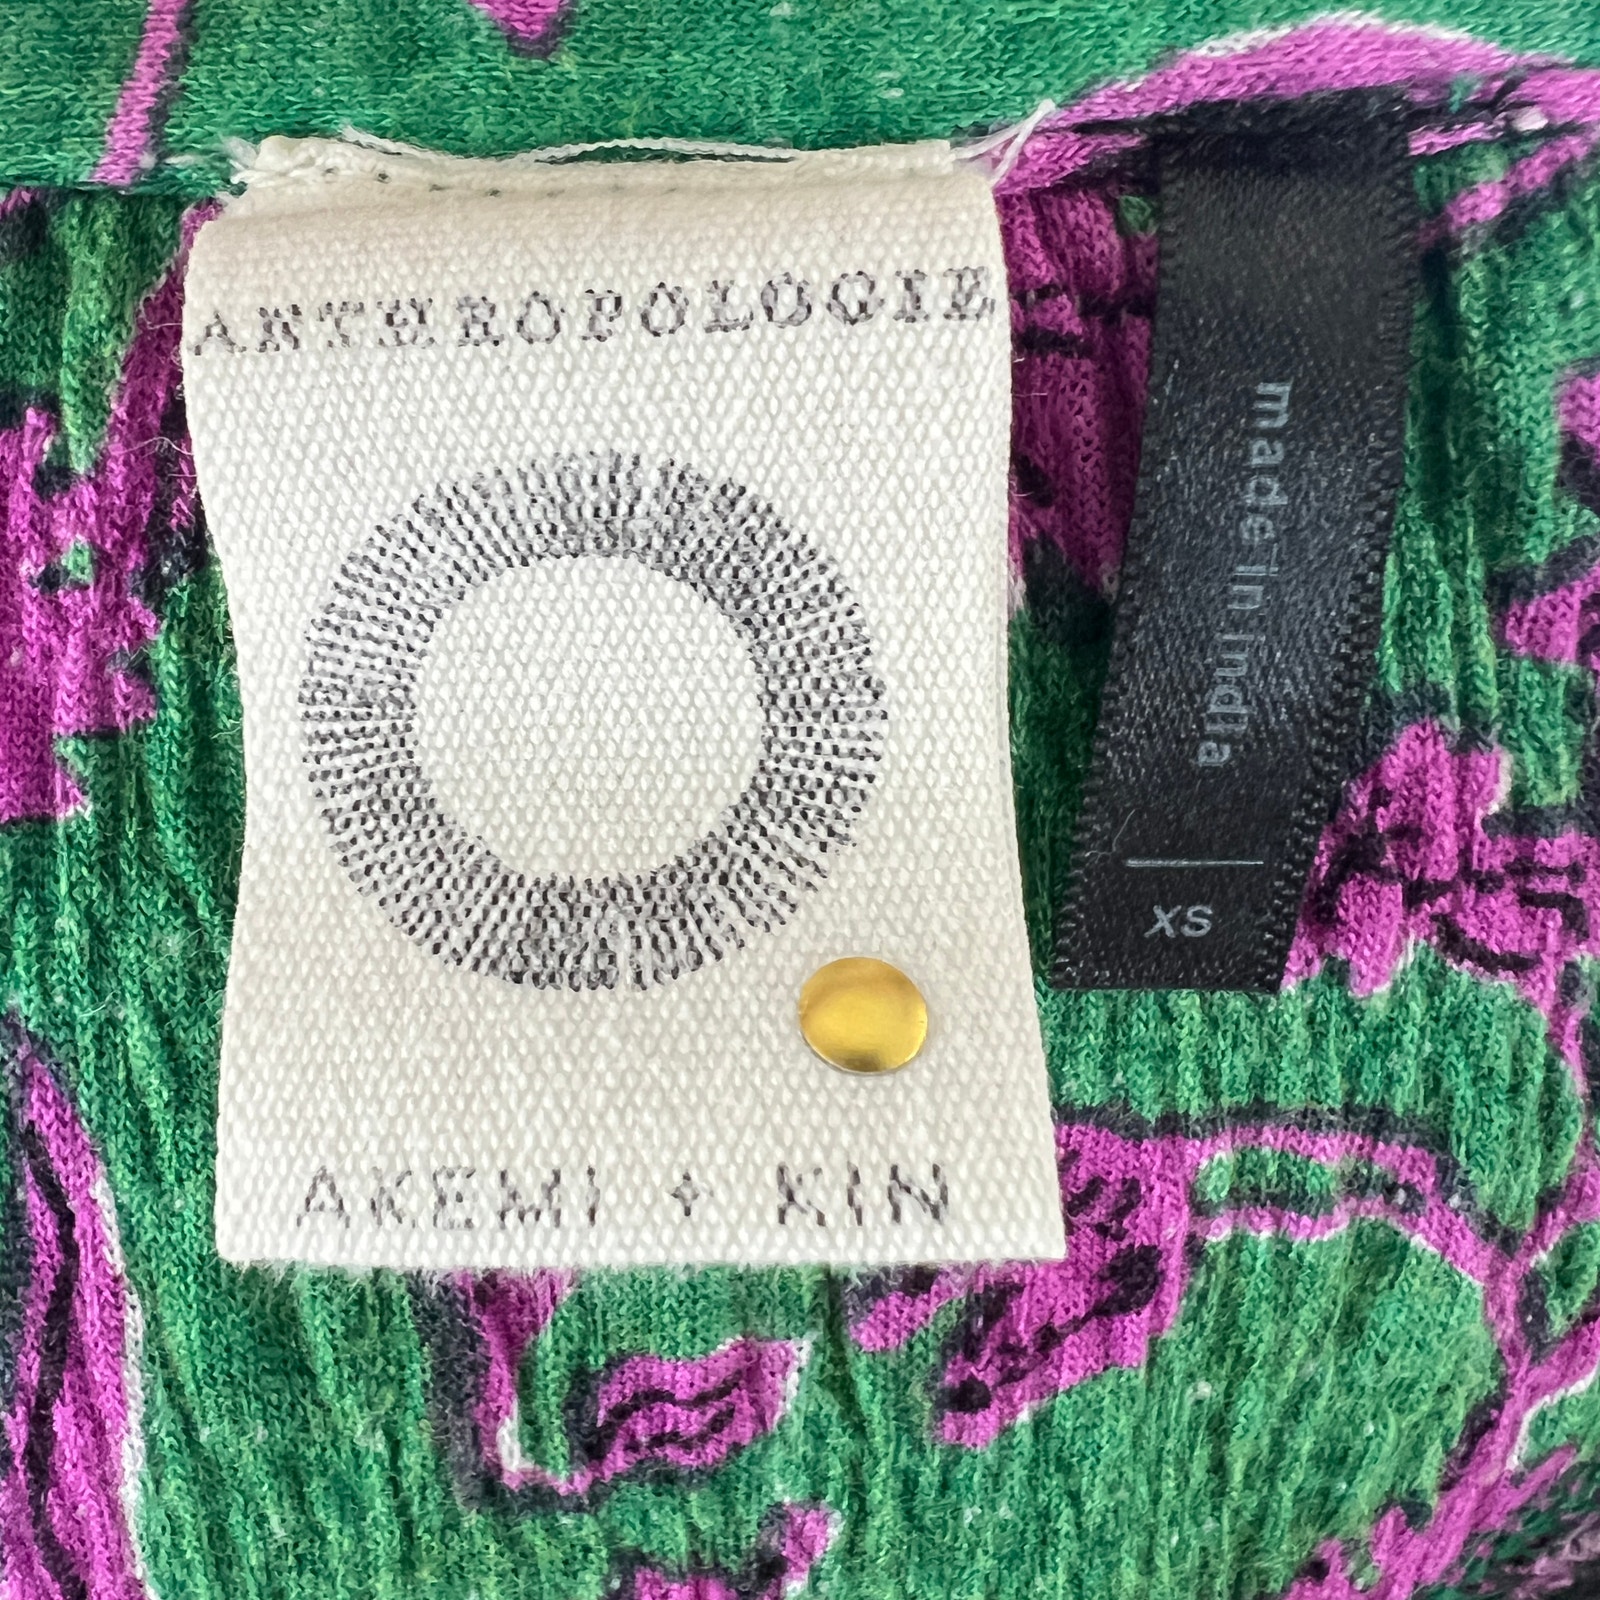 ANTHROPOLOGIE
AKEMI + KIN
made in India
XS